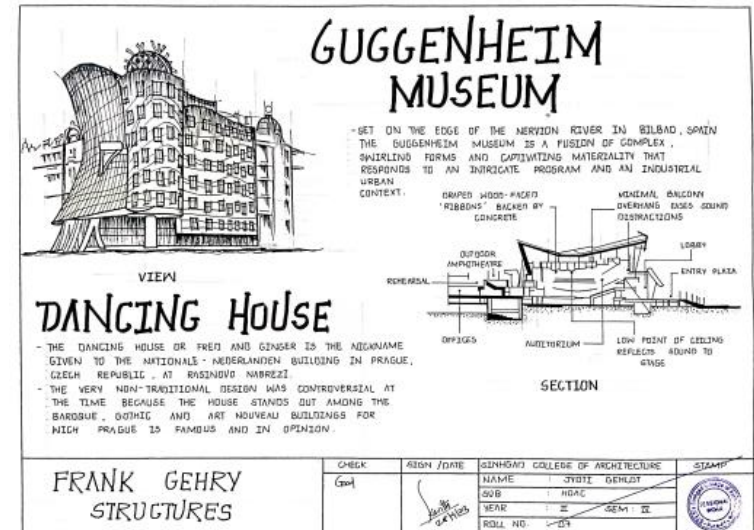 GUGGENHEIM
MUSEUM
- SET ON THE EDGE OF THE NERVION RIVER IN BILBAO, SPAIN
THE GUGGENHEIM MUSEUM IS A FUSION OF COMPLEX,
SWIRLING FORMS AND CAPTIVATING MATERIALITY THAT
RESPONDS TO AN INTRICATE PROGRAM AND AN INDUSTRIAL
URBAN
CONTEXT.
DRAPED WOOD-FACED
'RIBBONS' BACKED BY
CONCRETE
MINIMAL BALCONY
OVERHANG EASES SOUND
DISTRACTIONS
OUTDOOR
AMPHITHEATRE
LOBBY
REHEARSAL
ENTRY PLAZA
OFFICES
AUDITORIUM
LOW POINT OF CEILING
REFLECTS SOUND TO
STAGE
SECTION
VIEW
DANCING HOUSE
- THE DANCING HOUSE OR FRED AND GINGER IS THE NICKNAME
GIVEN TO THE NATIONALE - NEDERLANDEN BUILDING IN PRAGUE,
CZECH REPUBLIC, AT RASINOVO NABREZI.
- THE VERY NON-TRADITIONAL DESIGN WAS CONTROVERSIAL AT
THE TIME BECAUSE THE HOUSE STANDS OUT AMONG THE
BAROQUE, GOTHIC AND ART NOUVEAU BUILDINGS FOR
WICH PRAGUE IS FAMOUS AND IN OPINION.
FRANK GEHRY
STRUCTURES
CHECK
Good
SIGN /DATE
SINHGAD COLLEGE OF ARCHITECTURE
STAMP
NAME : JYOTI GEHLOT
SUB : HOAC
YEAR : II SEM : IV
ROLL NO.